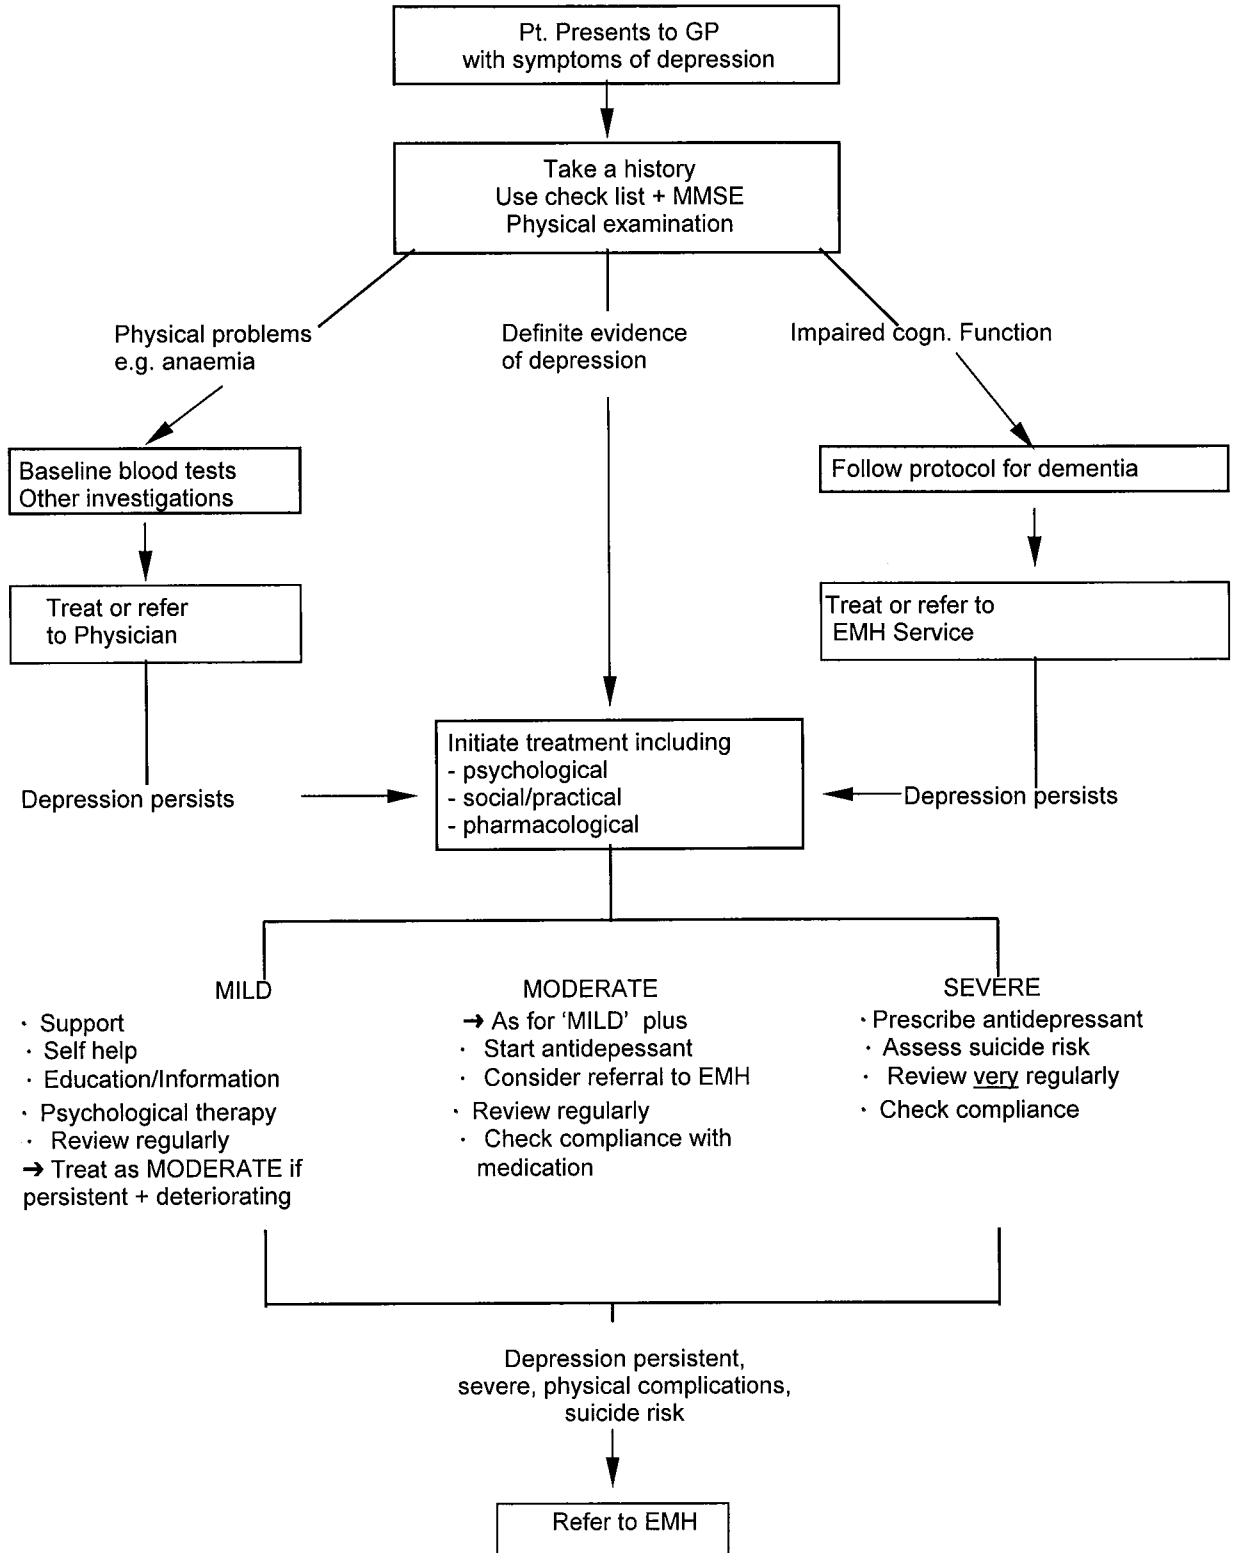 Pt. Presents to GP
with symptoms of depression
Take a history
Use check list + MMSE
Physical examination
Physical problems
e.g. anaemia
Definite evidence
of depression
Impaired cogn. Function
Baseline blood tests
Other investigations
Follow protocol for dementia
Treat or refer
to Physician
Treat or refer to
EMH Service
Initiate treatment including
- psychological
- social/practical
- pharmacological
Depression persists
Depression persists
MILD
· Support
· Self help
· Education/Information
· Psychological therapy
· Review regularly
→ Treat as MODERATE if
persistent + deteriorating
MODERATE
→ As for ‘MILD’ plus
· Start antidepessant
· Consider referral to EMH
· Review regularly
· Check compliance with
medication
SEVERE
· Prescribe antidepressant
· Assess suicide risk
· Review very regularly
· Check compliance
Depression persistent,
severe, physical complications,
suicide risk
Refer to EMH